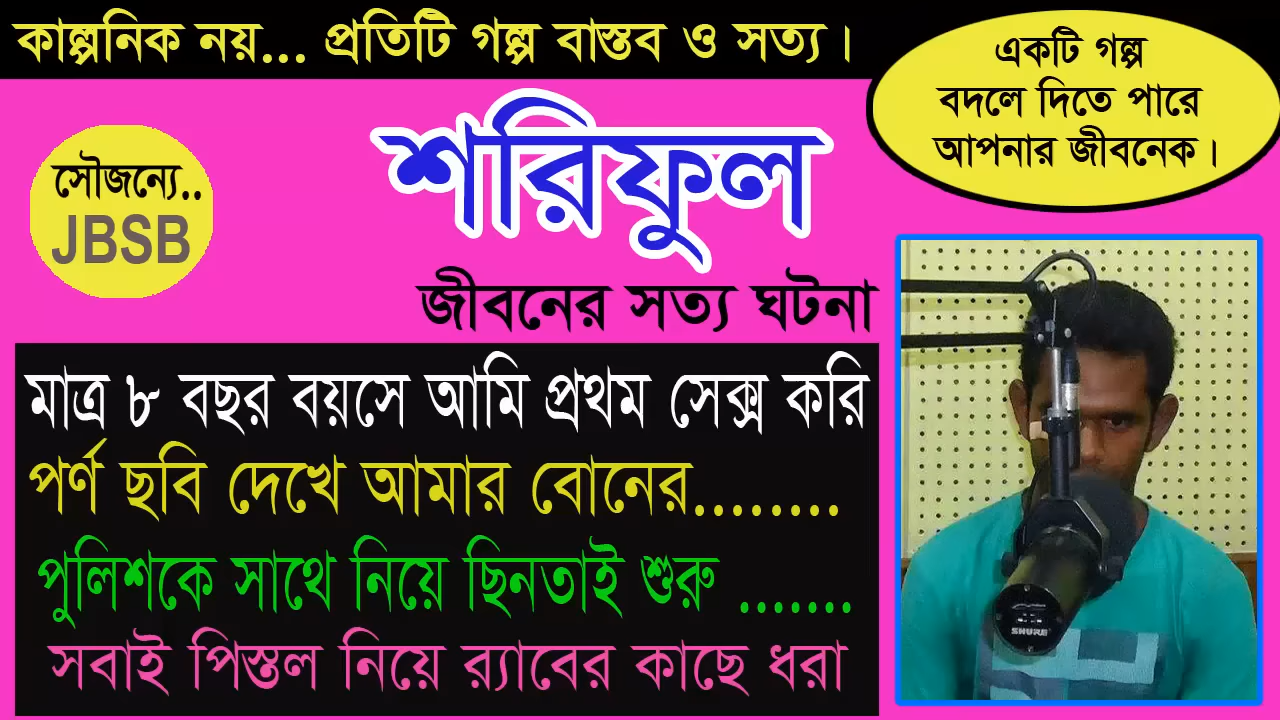 কাল্পনিক নয়... প্রতিটি গল্প বাস্তব ও সত্য।
একটি গল্প
বদলে দিতে পারে
আপনার জীবনেক।
সৌজন্যে..
JBSB
শরিফুল
জীবনের সত্য ঘটনা
মাত্র ৮ বছর বয়সে আমি প্রথম সেক্স করি
পর্ণ ছবি দেখে আমার বোনের........
পুলিশকে সাথে নিয়ে ছিনতাই শুরু .......
সবাই পিস্তল নিয়ে র‍্যাবের কাছে ধরা
SHURE